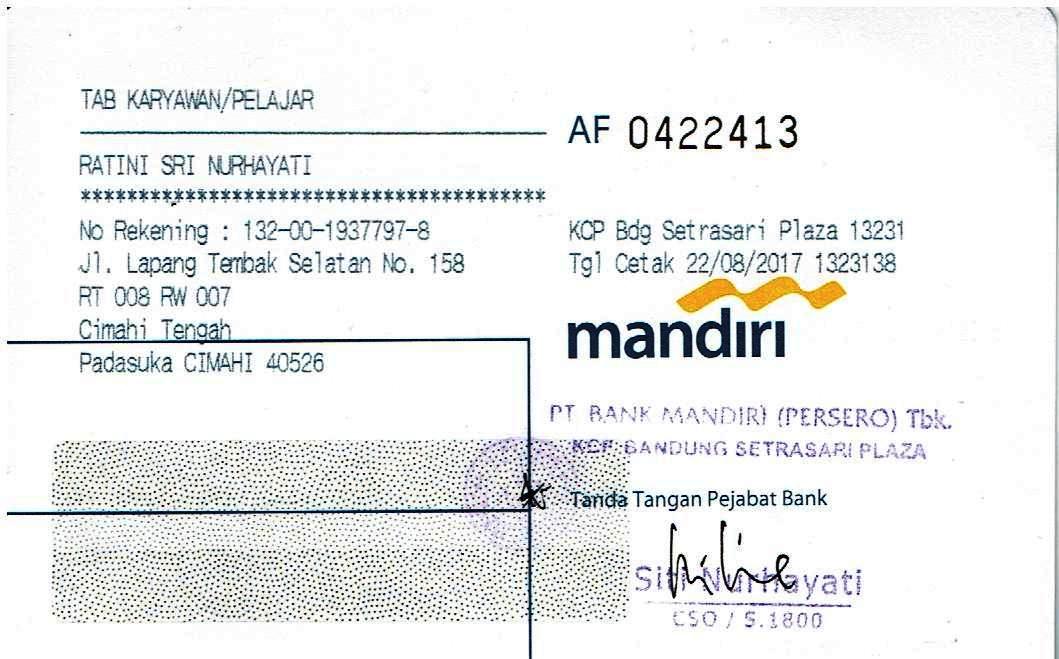 TAB KARYAWAN/PELAJAR
AF 0422413
RATINI SRI NURHAYATI
****************************************
No Rekening : 132-00-1937797-8
Jl. Lapang Tembak Selatan No. 158
RT 008 RW 007
Cimahi Tengah
Padasuka CIMAHI 40526
KCP Bdg Setrasari Plaza 13231
Tgl Cetak 22/08/2017 1323138
mandiri
PT BANK MANDIRI (PERSERO) Tbk.
KCP BANDUNG SETRASARI PLAZA
Tanda Tangan Pejabat Bank
Siti Nurhayati
CSO / S.1800